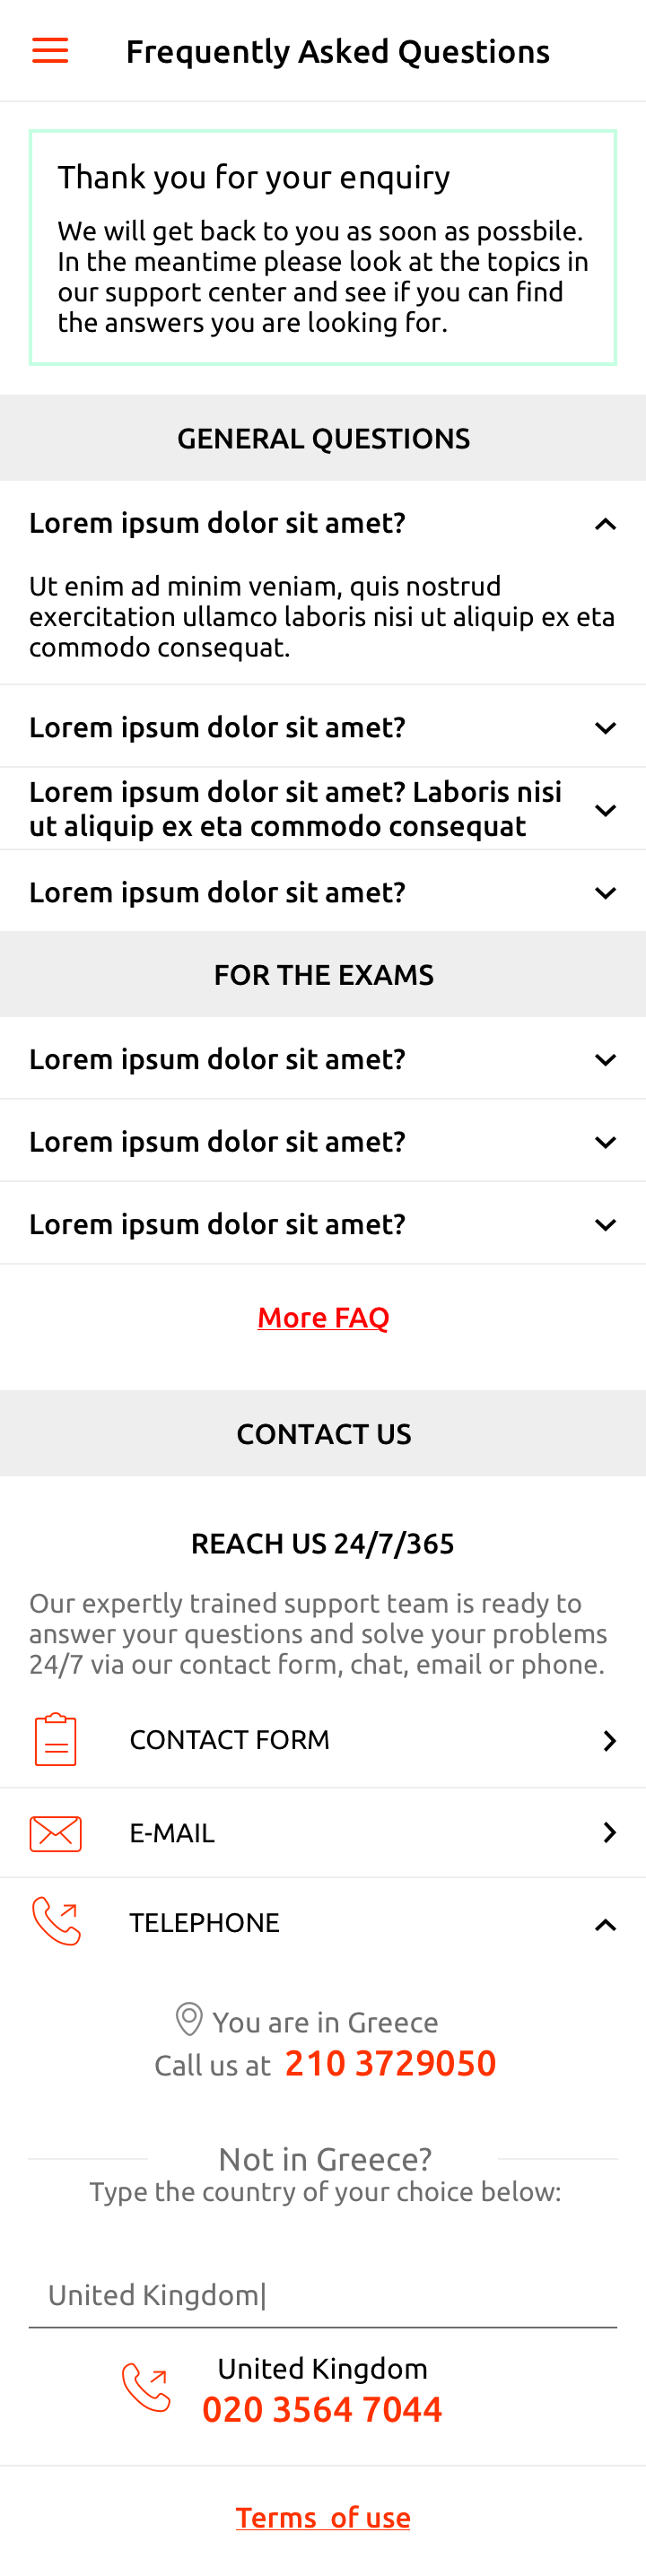 Frequently Asked Questions
Thank you for your enquiry
We will get back to you as soon as possbile.
In the meantime please look at the topics in
our support center and see if you can find
the answers you are looking for.
GENERAL QUESTIONS
Lorem ipsum dolor sit amet?
Ut enim ad minim veniam, quis nostrud
exercitation ullamco laboris nisi ut aliquip ex eta
commodo consequat.
Lorem ipsum dolor sit amet?
Lorem ipsum dolor sit amet? Laboris nisi
ut aliquip ex eta commodo consequat
Lorem ipsum dolor sit amet?
FOR THE EXAMS
Lorem ipsum dolor sit amet?
Lorem ipsum dolor sit amet?
Lorem ipsum dolor sit amet?
More FAQ
CONTACT US
REACH US 24/7/365
Our expertly trained support team is ready to
answer your questions and solve your problems
24/7 via our contact form, chat, email or phone.
CONTACT FORM
E-MAIL
TELEPHONE
You are in Greece
Call us at 210 3729050
Not in Greece?
Type the country of your choice below:
United Kingdom|
United Kingdom
020 3564 7044
Terms of use